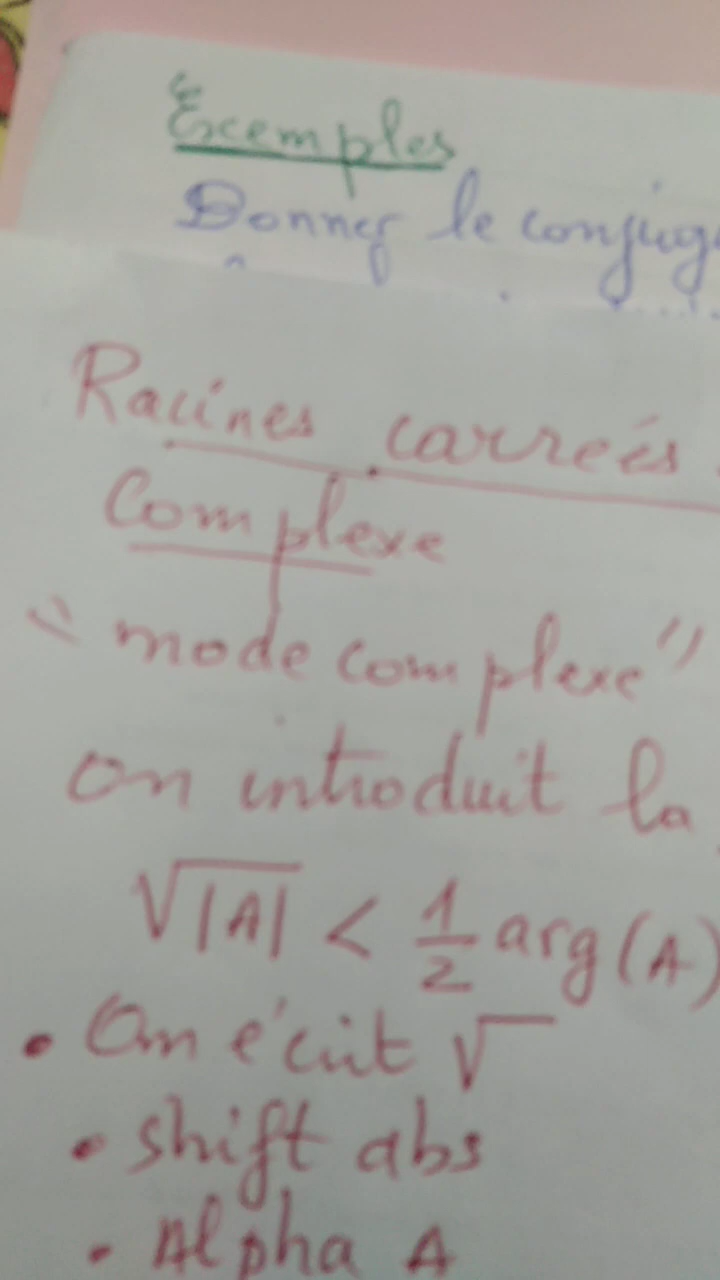 Exemples
Donner le conjug
Racines carrées
Complexe
"mode complexe"
on introduit la
√|A| < 1/2 arg(A)
• On écrit √
• shift abs
• Alpha A